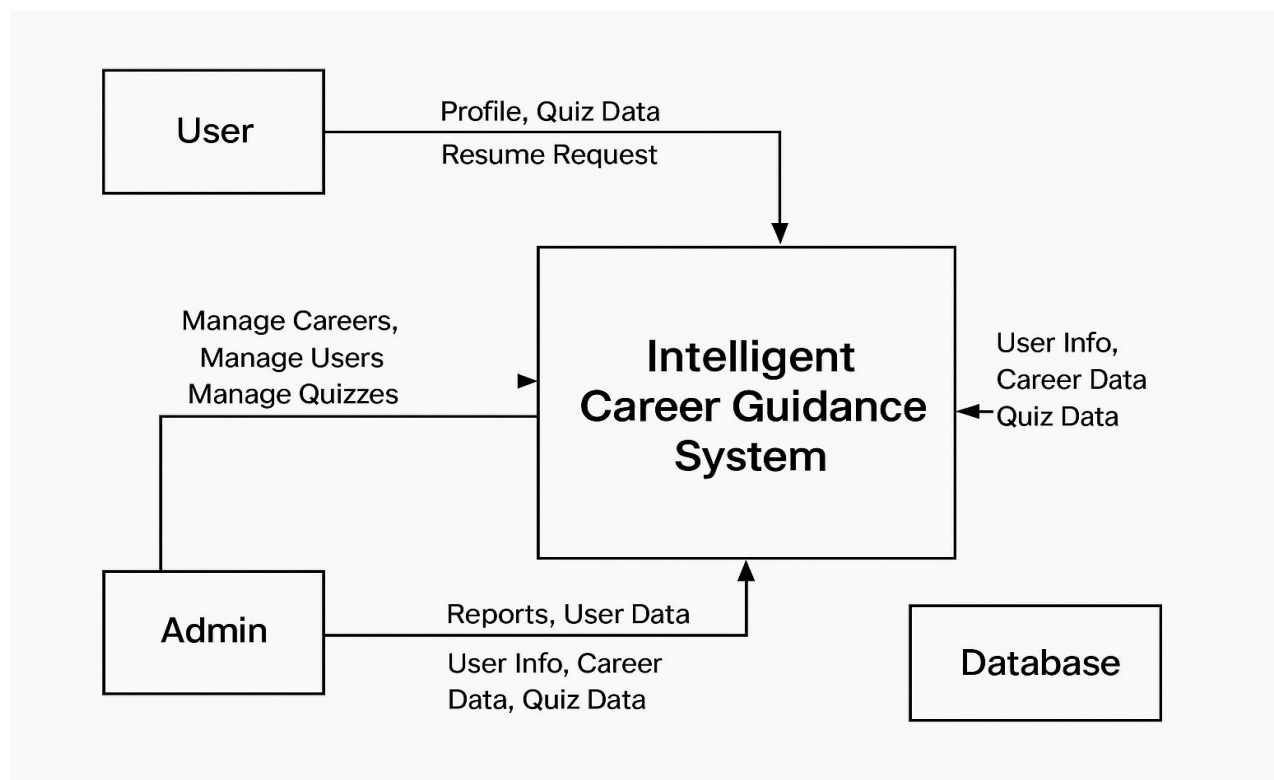 User
Profile, Quiz Data
Resume Request
Manage Careers,
Manage Users
Manage Quizzes
Intelligent
Career Guidance
System
User Info,
Career Data
Quiz Data
Admin
Reports, User Data
User Info, Career
Data, Quiz Data
Database